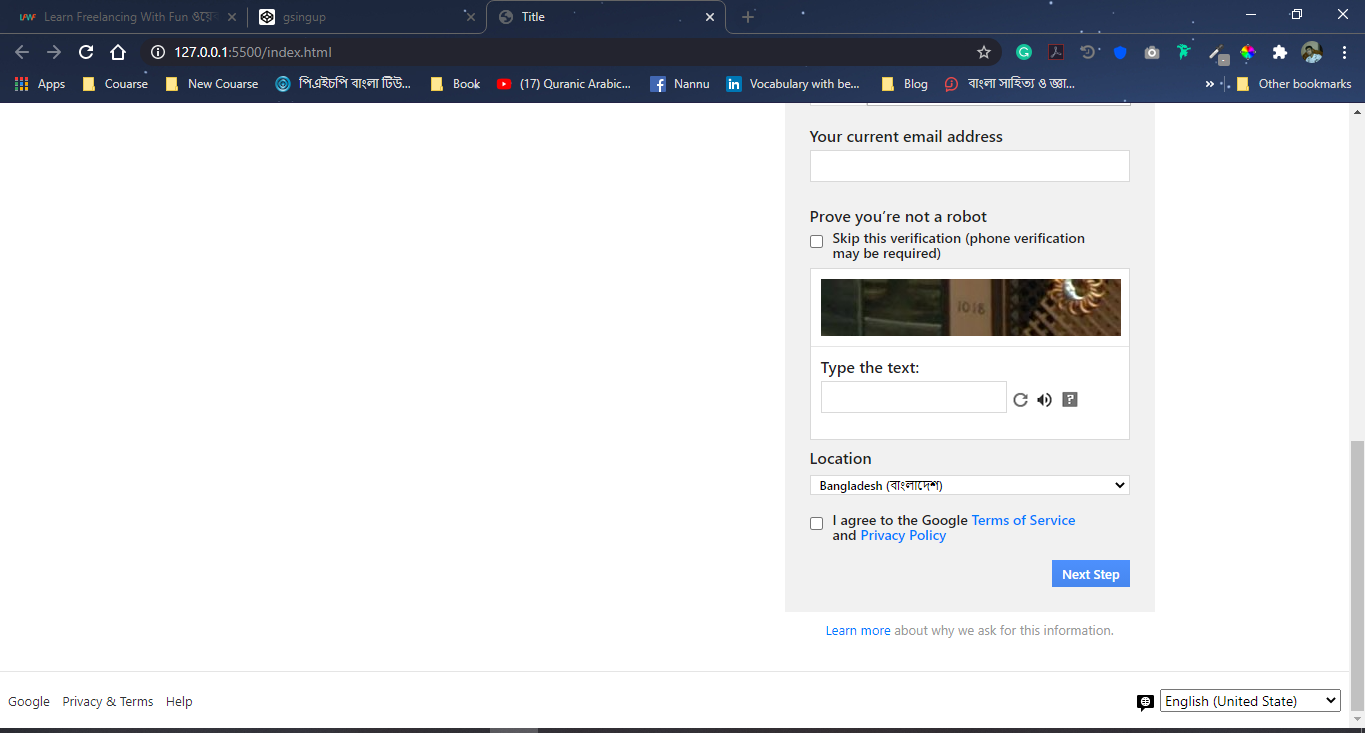 Learn Freelancing With Fun ওয়েব
gsingup
Title
127.0.0.1:5500/index.html
Apps
Couarse
New Couarse
পিএইচপি বাংলা টিউ...
Book
(17) Quranic Arabic...
Nannu
Vocabulary with be...
Blog
বাংলা সাহিত্য ও জ্ঞা...
»
Other bookmarks
Your current email address
Prove you're not a robot
Skip this verification (phone verification
may be required)
1018
Type the text:
?
Location
Bangladesh (বাংলাদেশ)
I agree to the Google Terms of Service
and Privacy Policy
Next Step
Learn more about why we ask for this information.
Google Privacy & Terms Help
English (United State)